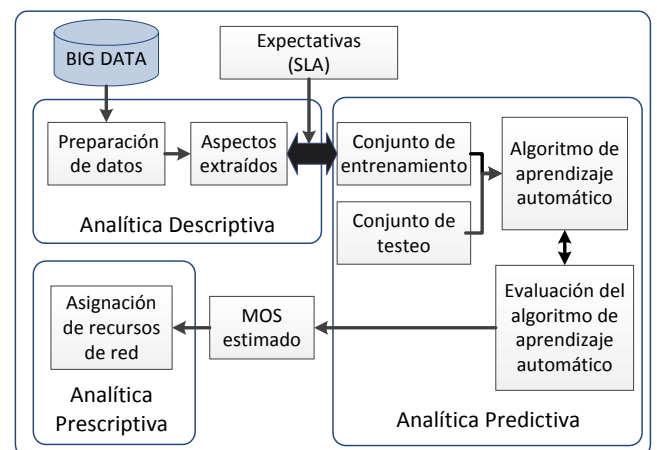 BIG DATA
Expectativas
(SLA)
Preparación
de datos
Aspectos
extraídos
Analítica Descriptiva
Conjunto de
entrenamiento
Conjunto de
testeo
Algoritmo de
aprendizaje
automático
Evaluación del
algoritmo de
aprendizaje
automático
Analítica Predictiva
MOS
estimado
Asignación
de recursos
de red
Analítica
Prescriptiva